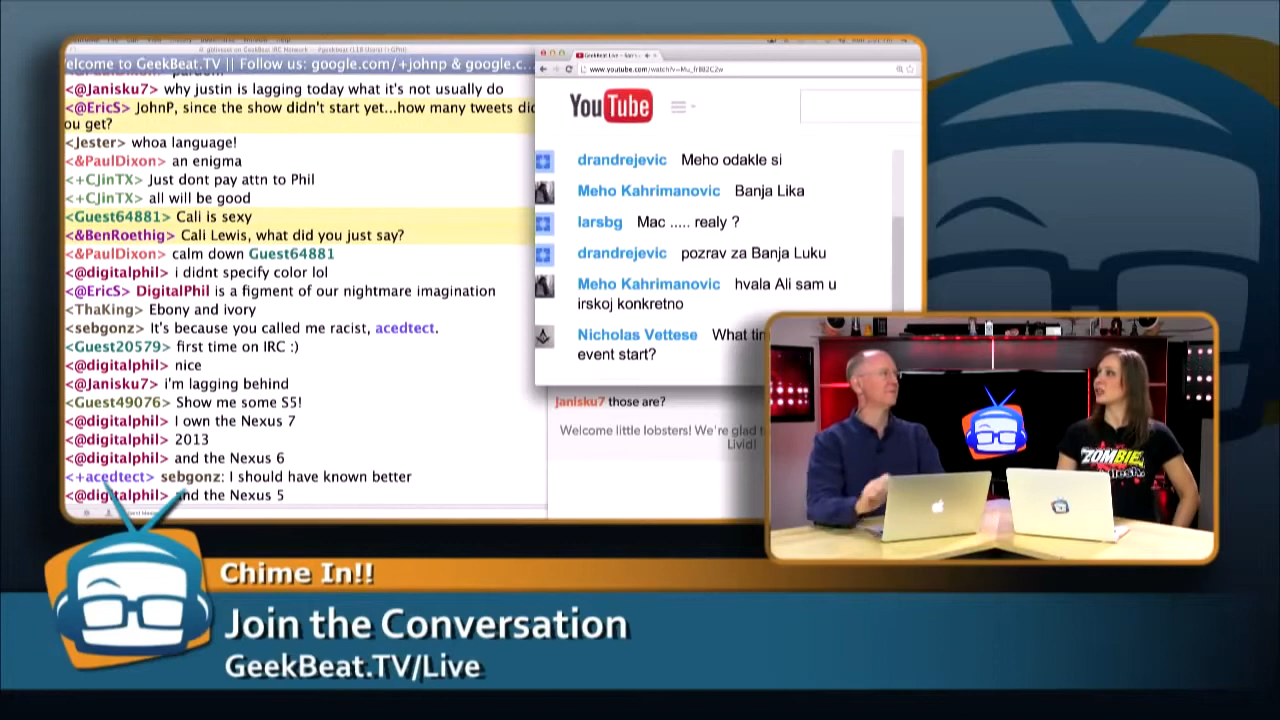 elcome to GeekBeat.TV || Follow us: google.com/+johnp & google.c...
<@Janisku7> why justin is lagging today what it's not usually do
<@EricS> JohnP, since the show didn't start yet...how many tweets di
ou get?
<Jester> whoa language!
<&PaulDixon> an enigma
<+CJinTX> Just dont pay attn to Phil
<+CJinTX> all will be good
<Guest64881> Cali is sexy
<&BenRoethig> Cali Lewis, what did you just say?
<&PaulDixon> calm down Guest64881
<@digitalphil> i didnt specify color lol
<@EricS> DigitalPhil is a figment of our nightmare imagination
<ThaKing> Ebony and ivory
<sebgonz> It's because you called me racist, acedtect.
<Guest20579> first time on IRC :)
<@digitalphil> nice
<@Janisku7> i'm lagging behind
<Guest49076> Show me some S5!
<@digitalphil> I own the Nexus 7
<@digitalphil> 2013
<@digitalphil> and the Nexus 6
<+acedtect> sebgonz: I should have known better
<@digitalphil> and the Nexus 5
YouTube
drandrejevic Meho odakle si
Meho Kahrimanovic Banja Lika
larsbg Mac ..... realy ?
drandrejevic pozrav za Banja Luku
Meho Kahrimanovic hvala Ali sam u
irskoj konkretno
Nicholas Vettese What tim
event start?
Janisku7 those are?
Welcome little lobsters! We're glad t
Livid!
ZOMBIE
Chime In!!
Join the Conversation
GeekBeat.TV/Live